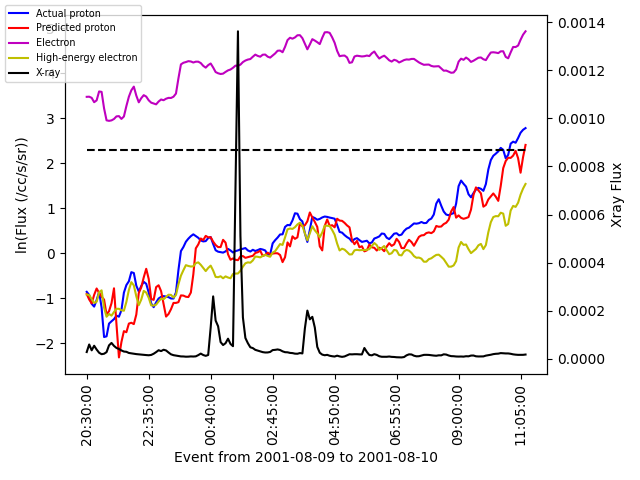 Actual proton
Predicted proton
Electron
High-energy electron
X-ray
ln(Flux (/cc/s/sr))
3
2
1
0
−1
−2
0.0014
0.0012
0.0010
0.0008
0.0006
0.0004
0.0002
0.0000
Xray Flux
20:30:00
22:35:00
00:40:00
02:45:00
04:50:00
06:55:00
09:00:00
11:05:00
Event from 2001-08-09 to 2001-08-10